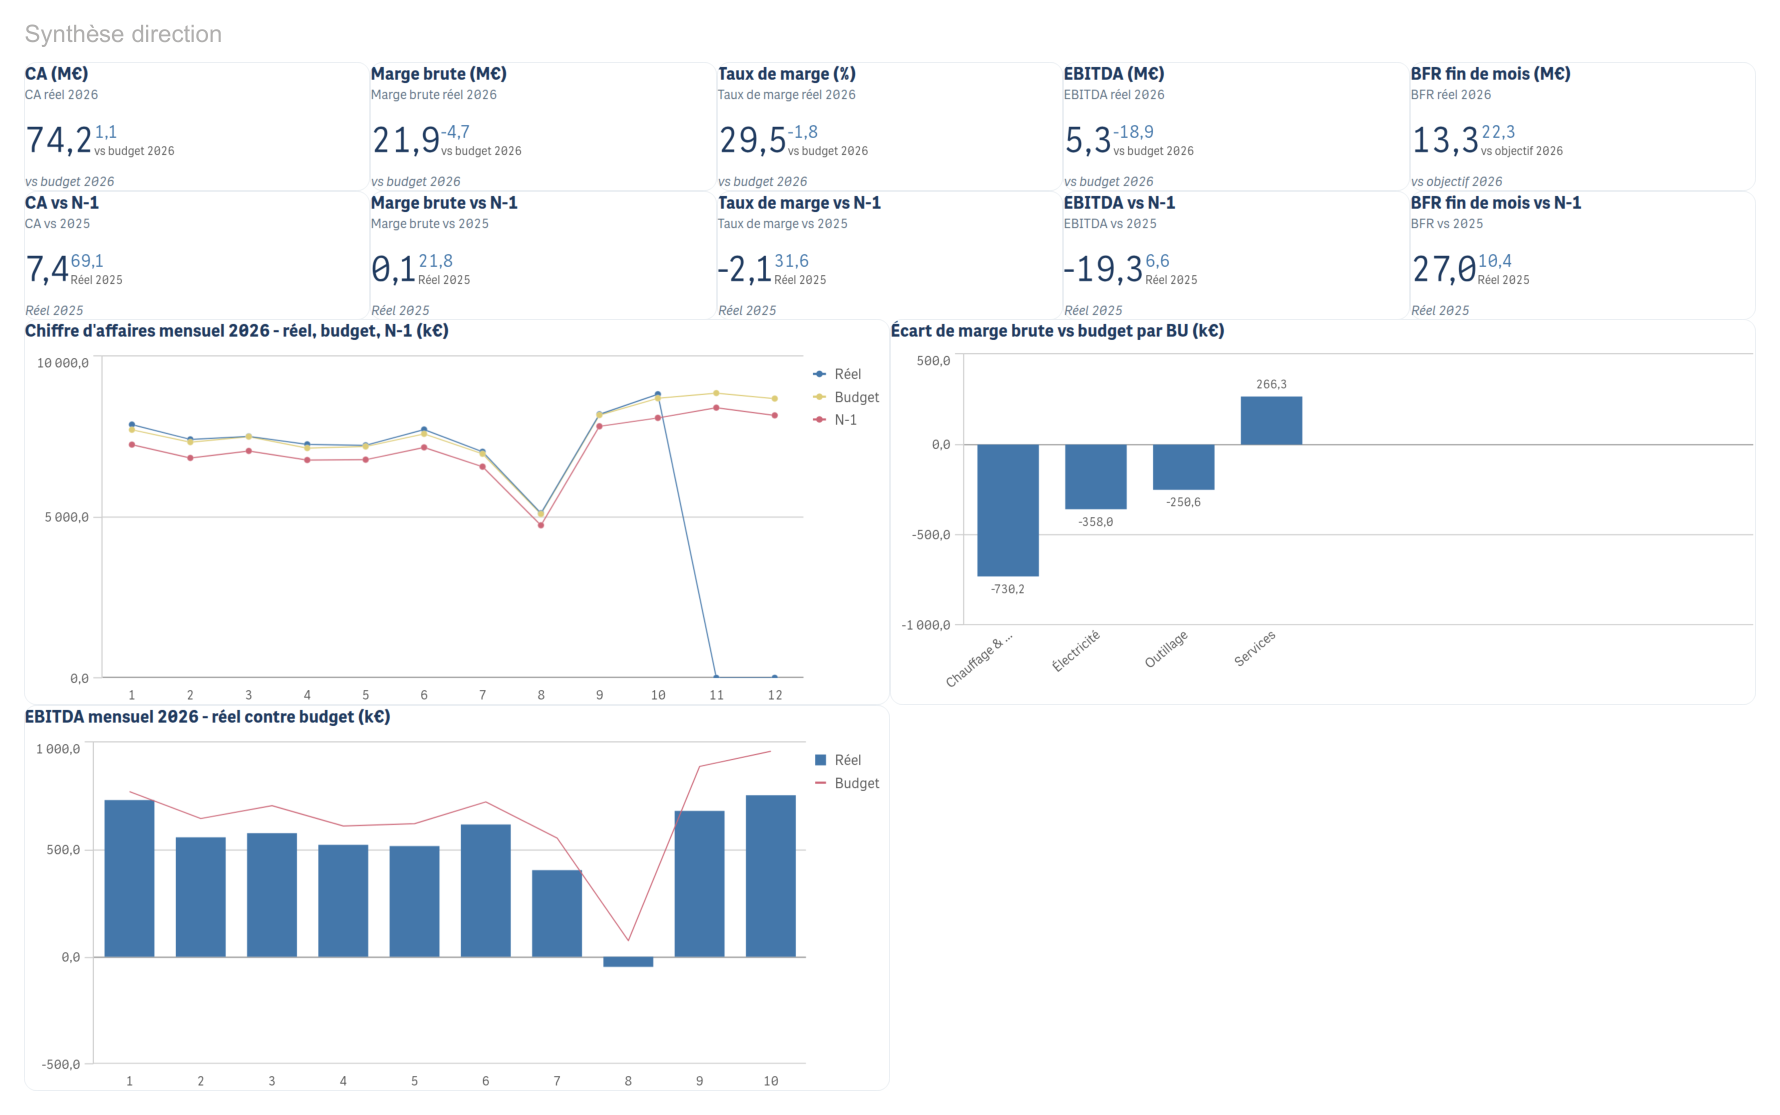 Synthèse direction
CA (M€)
CA réel 2026
74,2 1,1
vs budget 2026
vs budget 2026
Marge brute (M€)
Marge brute réel 2026
21,9 -4,7
vs budget 2026
vs budget 2026
Taux de marge (%)
Taux de marge réel 2026
29,5 -1,8
vs budget 2026
vs budget 2026
EBITDA (M€)
EBITDA réel 2026
5,3 -18,9
vs budget 2026
vs budget 2026
BFR fin de mois (M€)
BFR réel 2026
13,3 22,3
vs objectif 2026
vs objectif 2026
CA vs N-1
CA vs 2025
7,4 69,1
Réel 2025
Réel 2025
Marge brute vs N-1
Marge brute vs 2025
0,1 21,8
Réel 2025
Réel 2025
Taux de marge vs N-1
Taux de marge vs 2025
-2,1 31,6
Réel 2025
Réel 2025
EBITDA vs N-1
EBITDA vs 2025
-19,3 6,6
Réel 2025
Réel 2025
BFR fin de mois vs N-1
BFR vs 2025
27,0 10,4
Réel 2025
Réel 2025
Chiffre d'affaires mensuel 2026 - réel, budget, N-1 (k€)
10 000,0
5 000,0
0,0
1 2 3 4 5 6 7 8 9 10 11 12
Réel
Budget
N-1
Écart de marge brute vs budget par BU (k€)
500,0
0,0
-500,0
-1 000,0
-730,2
-358,0
-250,6
266,3
Chauffage & ...
Électricité
Outillage
Services
EBITDA mensuel 2026 - réel contre budget (k€)
1 000,0
500,0
0,0
-500,0
1 2 3 4 5 6 7 8 9 10
Réel
Budget